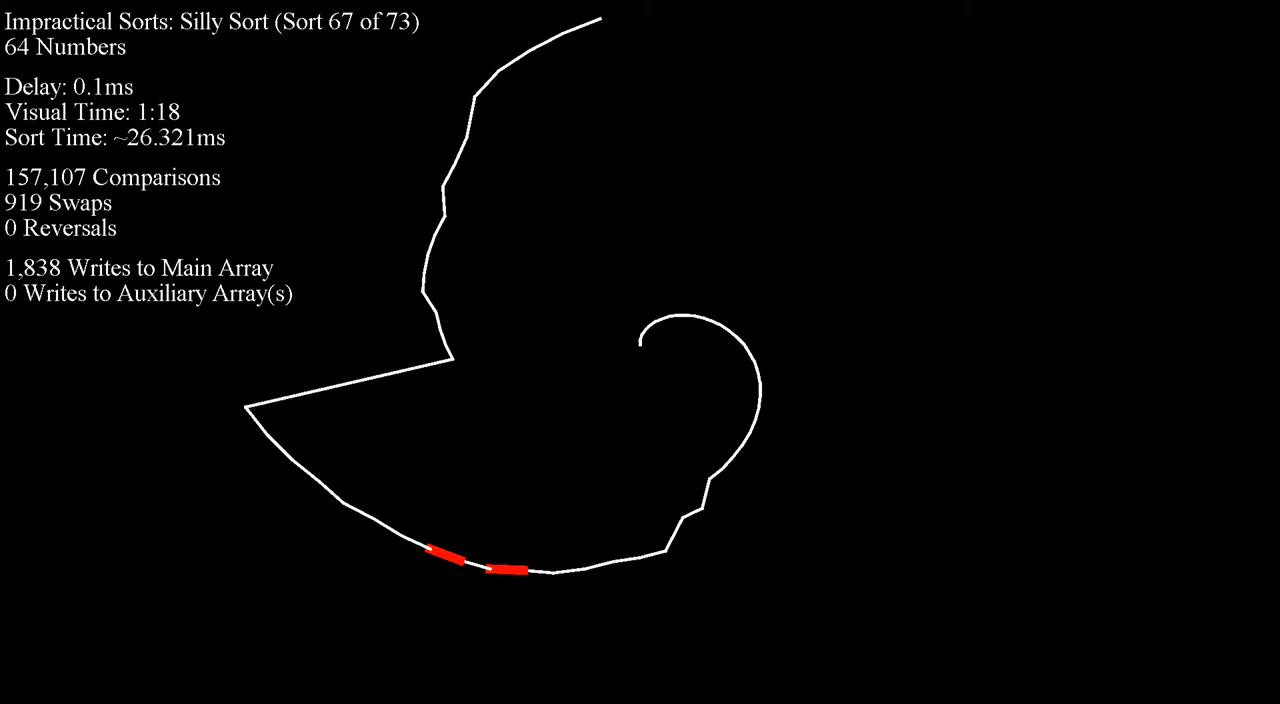 Impractical Sorts: Silly Sort (Sort 67 of 73)
64 Numbers
Delay: 0.1ms
Visual Time: 1:18
Sort Time: ~26.321ms
157,107 Comparisons
919 Swaps
0 Reversals
1,838 Writes to Main Array
0 Writes to Auxiliary Array(s)